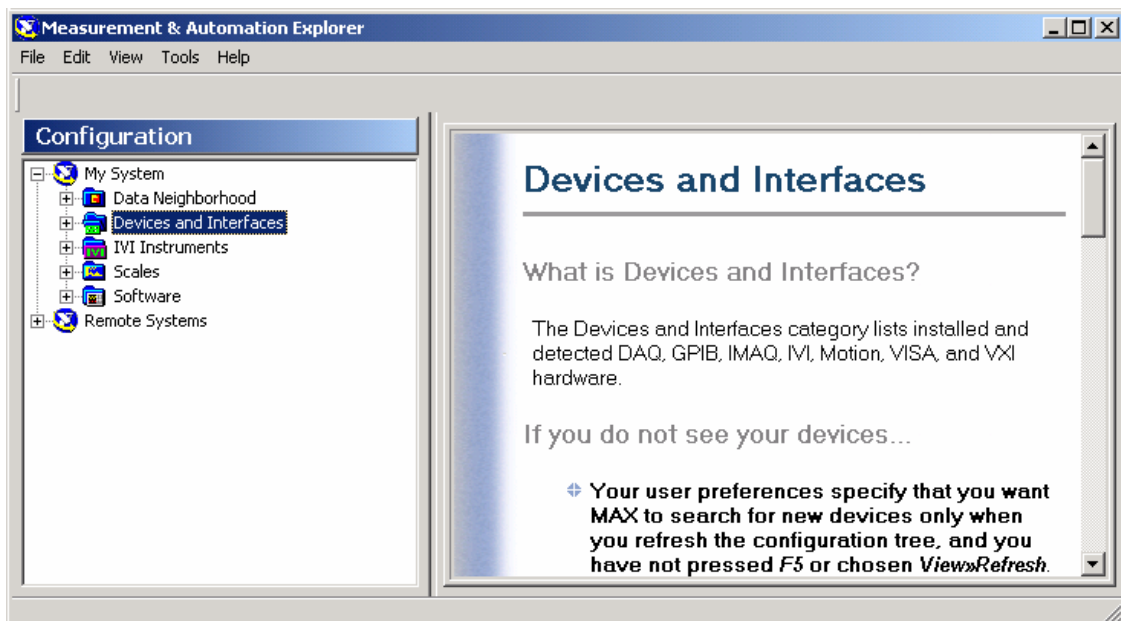 Measurement & Automation Explorer
File Edit View Tools Help
Configuration
My System
Data Neighborhood
Devices and Interfaces
IVI Instruments
Scales
Software
Remote Systems
Devices and Interfaces
What is Devices and Interfaces?
The Devices and Interfaces category lists installed and
detected DAQ, GPIB, IMAQ, IVI, Motion, VISA, and VXI
hardware.
If you do not see your devices...
Your user preferences specify that you want
MAX to search for new devices only when
you refresh the configuration tree, and you
have not pressed F5 or chosen View»Refresh.